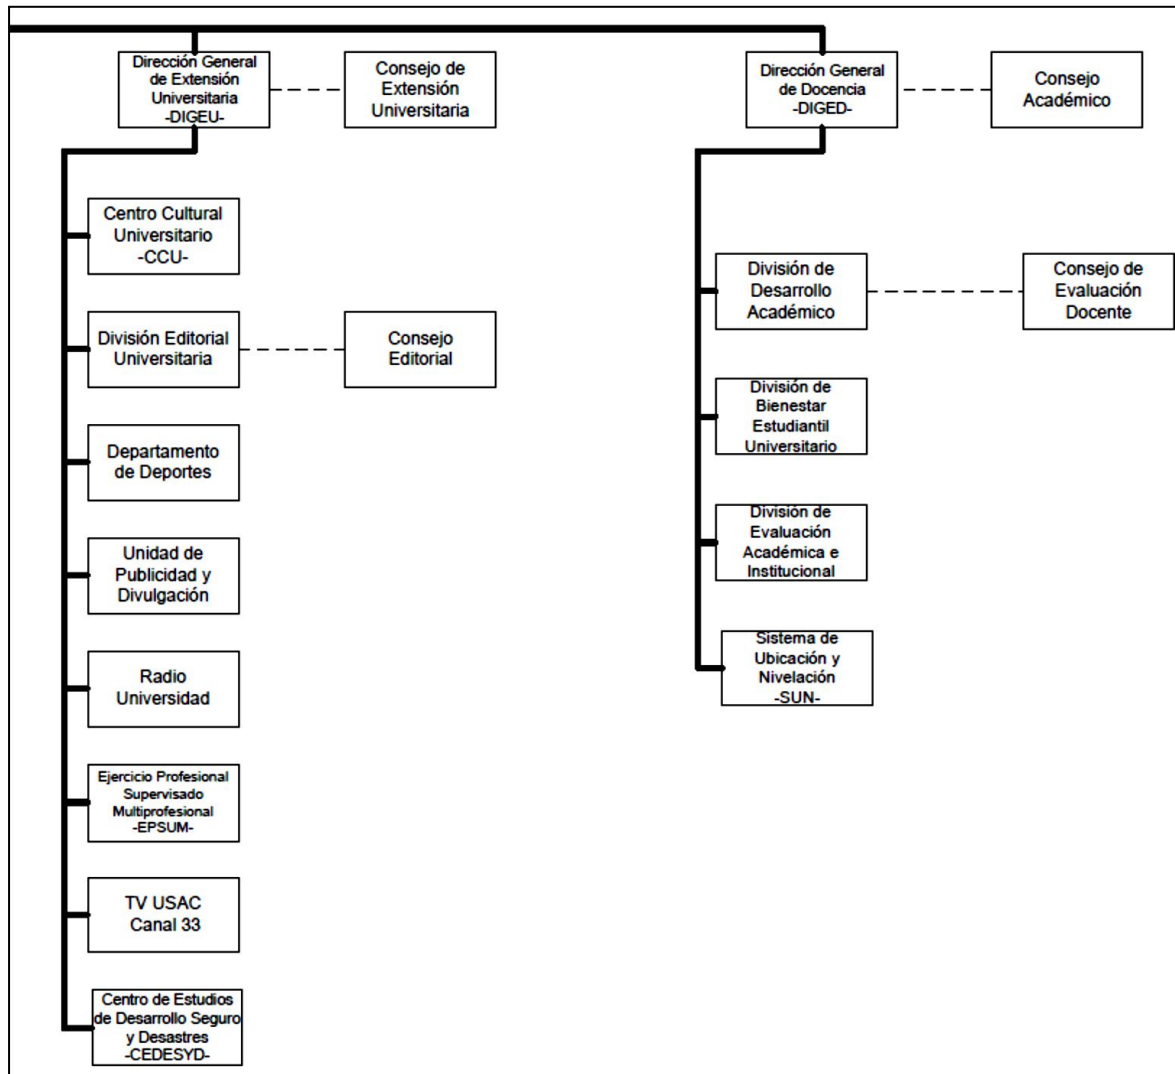 Dirección General
de Extensión
Universitaria
-DIGEU-
Consejo de
Extensión
Universitaria
Centro Cultural
Universitario
-CCU-
División Editorial
Universitaria
Consejo
Editorial
Departamento
de Deportes
Unidad de
Publicidad y
Divulgación
Radio
Universidad
Ejercicio Profesional
Supervisado
Multiprofesional
-EPSUM-
TV USAC
Canal 33
Centro de Estudios
de Desarrollo Seguro
y Desastres
-CEDESYD-
Dirección General
de Docencia
-DIGED-
Consejo
Académico
División de
Desarrollo
Académico
Consejo de
Evaluación
Docente
División de
Bienestar
Estudiantil
Universitario
División de
Evaluación
Académica e
Institucional
Sistema de
Ubicación y
Nivelación
-SUN-